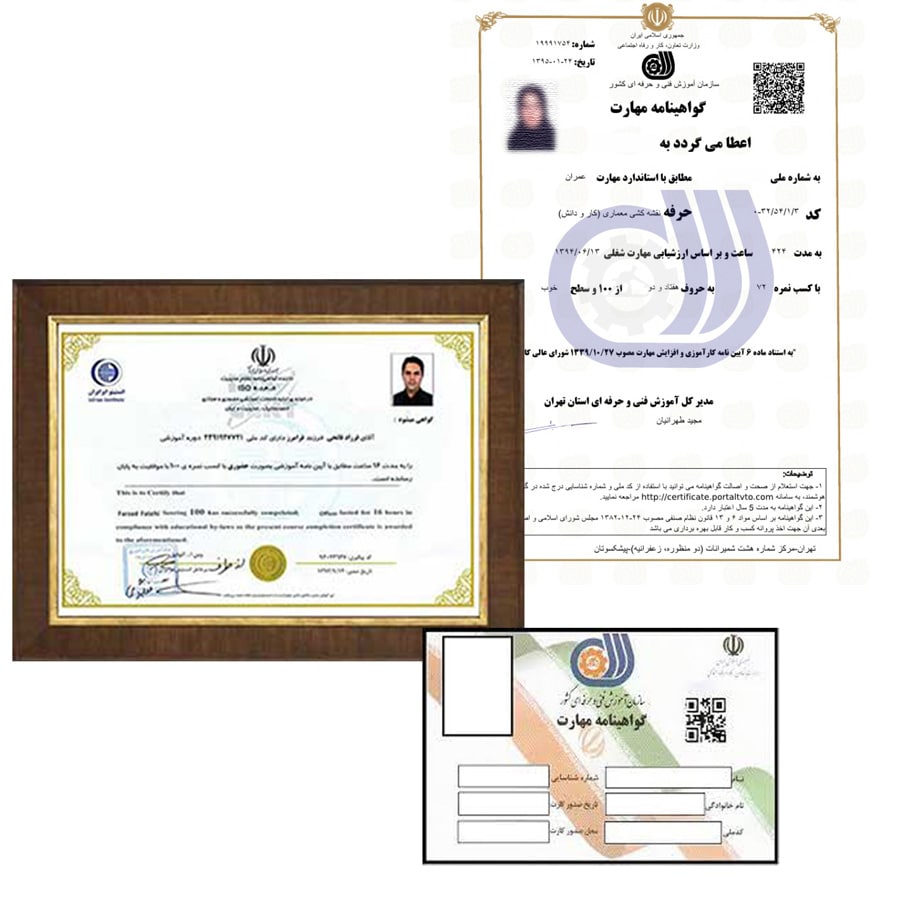 جمهوری اسلامی ایران
وزارت تعاون، کار و رفاه اجتماعی
شماره: ۱۹۹۹۱۷۵۴
تاریخ: ۱۳۹۵-۰۱-۲۴
سازمان آموزش فنی و حرفه ای کشور
گواهینامه مهارت
اعطا می گردد به
به شماره ملی
مطابق با استاندارد مهارت عمران
کد ۰-۳۲/۵۴/۱/۳ حرفه نقشه کشی معماری (کار و دانش)
به مدت ۴۲۴ ساعت و بر اساس ارزشیابی مهارت شغلی ۱۳۹۴/۰۶/۱۳
با کسب نمره ۷۲ به حروف هفتاد و دو از ۱۰۰ و سطح خوب
"به استناد ماده ۶ آیین نامه کارآموزی و افزایش مهارت مصوب ۱۳۳۹/۱۰/۲۷ شورای عالی
مدیر کل آموزش فنی و حرفه ای استان تهران
مجید طهرانیان
توضیحات:
۱- جهت استعلام از صحت و اصالت گواهینامه می توانید با استفاده از کد ملی و شماره شناسایی درج شده در
هوشمند، به سامانه http://certificate.portaltvto.com مراجعه نمایید.
۲- این گواهینامه به مدت 5 سال اعتبار دارد.
۳- این گواهینامه بر اساس مواد ۶ و ۱۳ قانون نظام صنفی مصوب ۲۴-۱۲-۱۳۸۲ مجلس شورای اسلامی و
بعدی آن جهت اخذ پروانه کسب و کار قابل بهره برداری می باشد
تهران-مرکز شماره هشت شمیرانات (دو منظوره، زعفرانیه)-پیشکسوتان
انستیتو ایزایران
گواهی میشود :
آقای فرزاد فاتحی فرزند فرامرز دارای کد ملی دوره آموزشی
را به مدت ۱۶ ساعت مطابق با آیین نامه آموزشی بصورت حضوری با کسب نمره ی ۱۰۰ با موفقیت به پایان
رسانده است.
This is to Certify that
Farzad Fatehi Scoring 100 has successfully completed; lasted for 16 hours in
compliance with educational by-laws as the present course completion certificate is awarded
to the aforementioned.
سازمان آموزش فنی و حرفه ای کشور
گواهینامه مهارت
نام
شماره شناسایی
نام خانوادگی
تاریخ صدور کارت
کدملی
محل صدور کارت